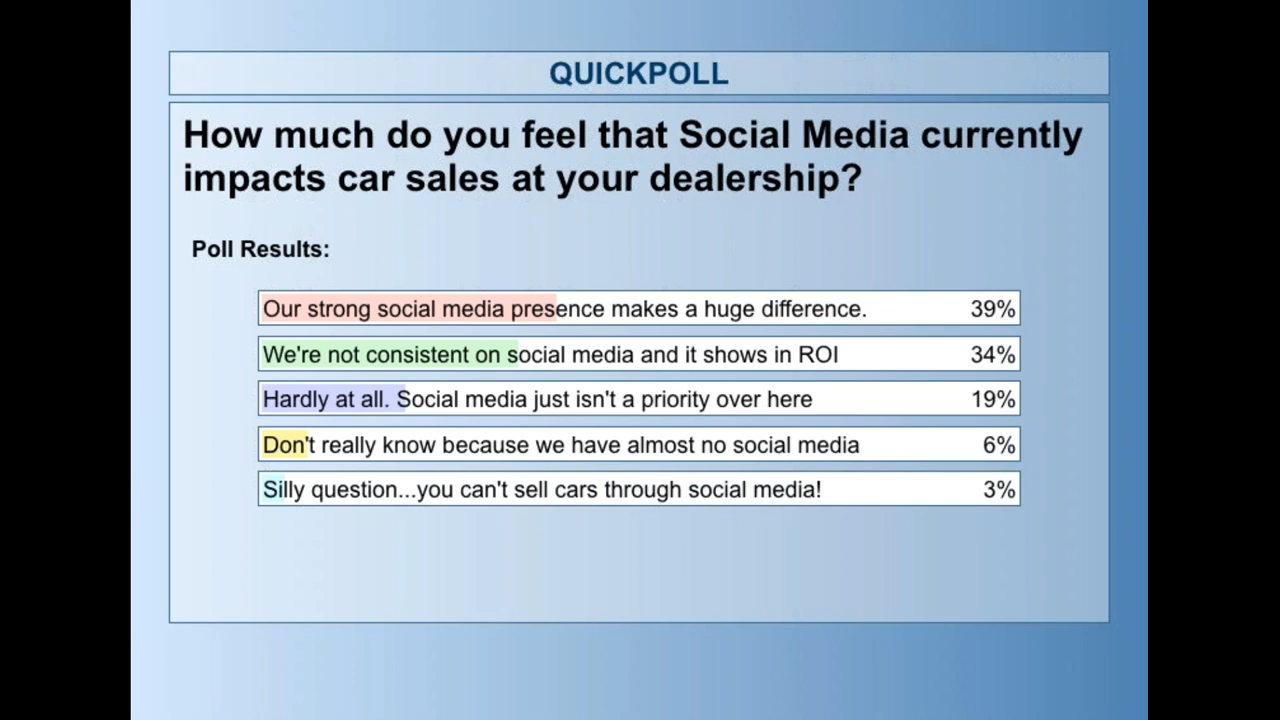 QUICKPOLL
How much do you feel that Social Media currently
impacts car sales at your dealership?
Poll Results:
Our strong social media presence makes a huge difference. 39%
We're not consistent on social media and it shows in ROI 34%
Hardly at all. Social media just isn't a priority over here 19%
Don't really know because we have almost no social media 6%
Silly question...you can't sell cars through social media! 3%